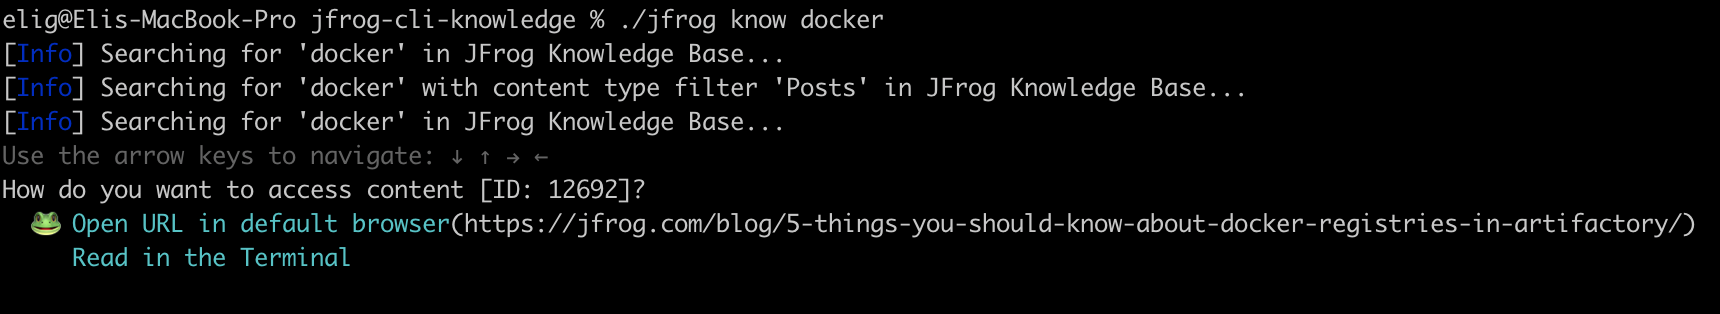 elig@Elis-MacBook-Pro jfrog-cli-knowledge % ./jfrog know docker
[Info] Searching for 'docker' in JFrog Knowledge Base...
[Info] Searching for 'docker' with content type filter 'Posts' in JFrog Knowledge Base...
[Info] Searching for 'docker' in JFrog Knowledge Base...
Use the arrow keys to navigate: ↓ ↑ → ←
How do you want to access content [ID: 12692]?
🐸 Open URL in default browser(https://jfrog.com/blog/5-things-you-should-know-about-docker-registries-in-artifactory/)
Read in the Terminal